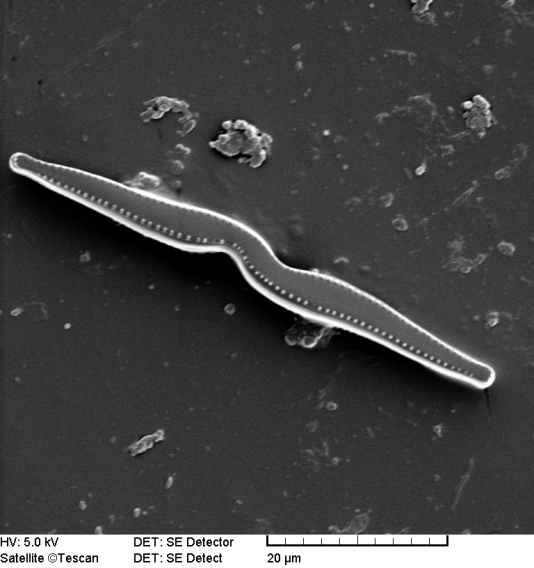 HV: 5.0 kV DET: SE Detector
Satellite ©Tescan DET: SE Detect 20 µm